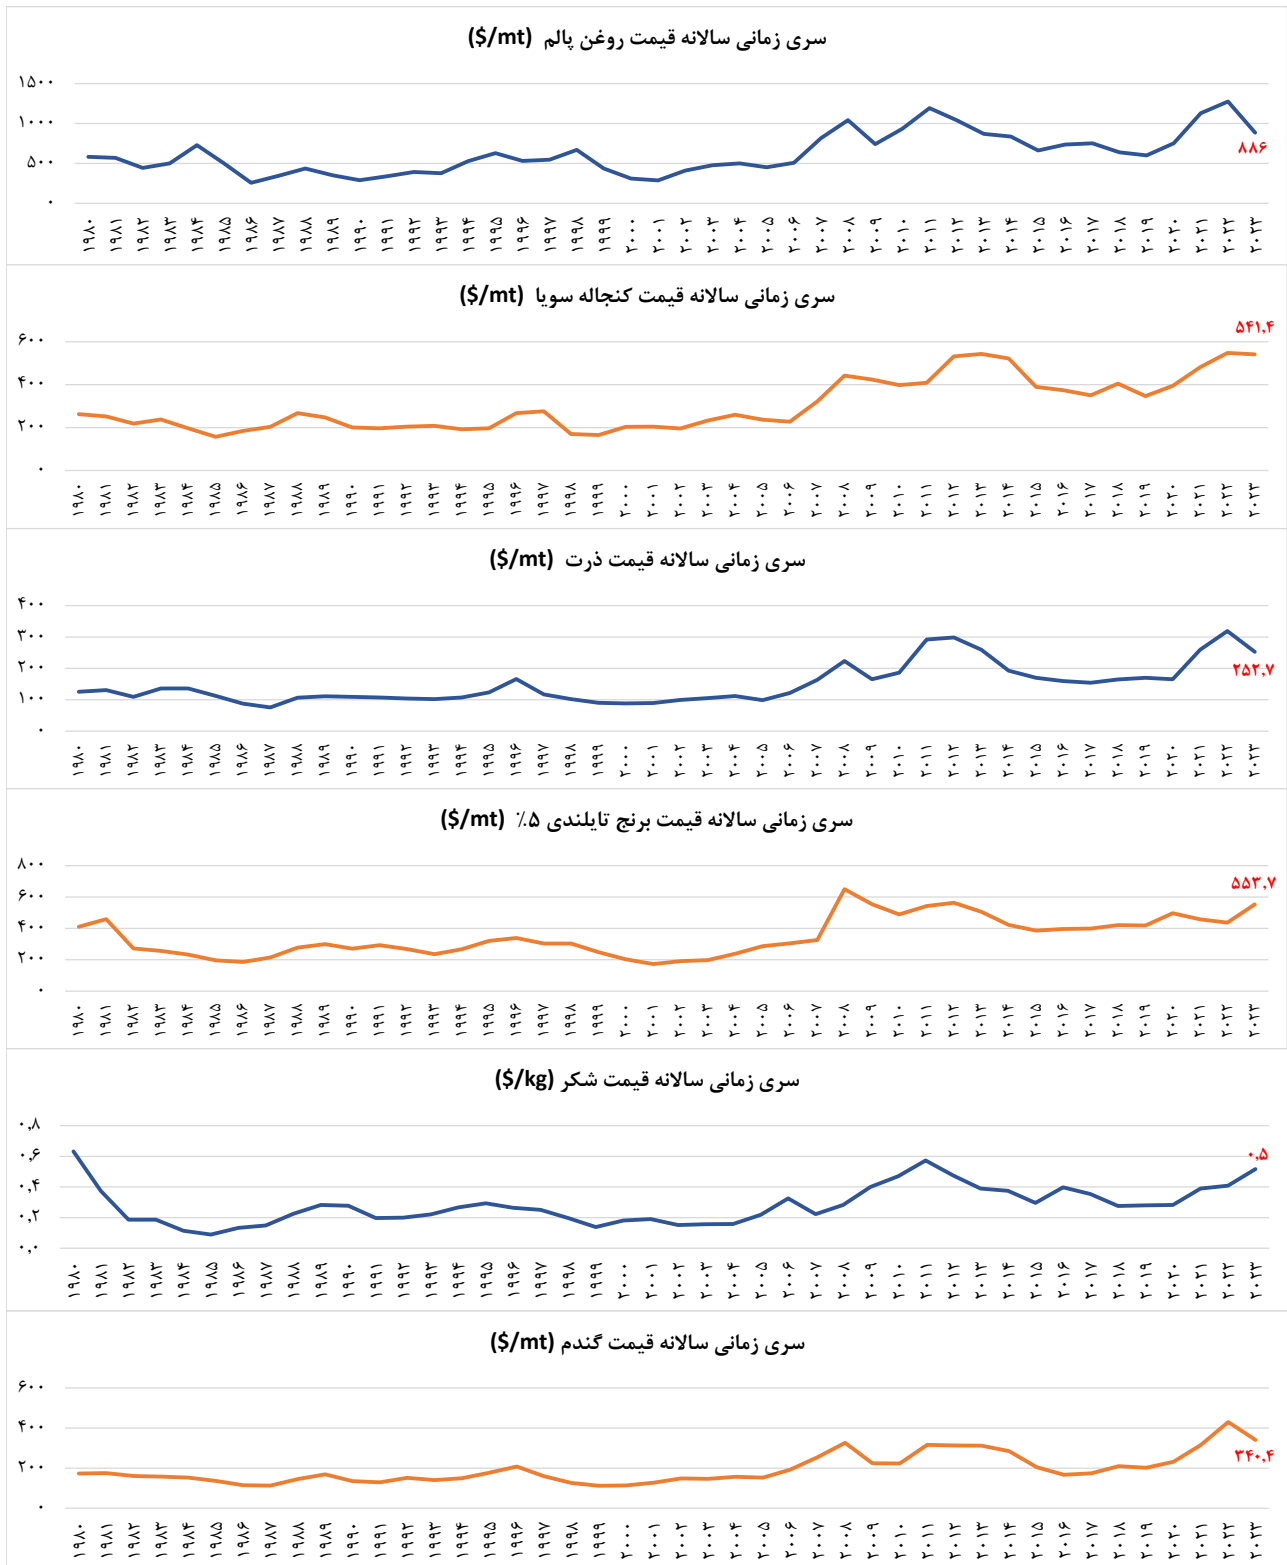 سری زمانی سالانه قیمت روغن پالم ($/mt)
۱۵۰۰
۱۰۰۰
۵۰۰
۰
۸۸۶
۱۹۸۰ ۱۹۸۱ ۱۹۸۲ ۱۹۸۳ ۱۹۸۴ ۱۹۸۵ ۱۹۸۶ ۱۹۸۷ ۱۹۸۸ ۱۹۸۹ ۱۹۹۰ ۱۹۹۱ ۱۹۹۲ ۱۹۹۳ ۱۹۹۴ ۱۹۹۵ ۱۹۹۶ ۱۹۹۷ ۱۹۹۸ ۱۹۹۹ ۲۰۰۰ ۲۰۰۱ ۲۰۰۲ ۲۰۰۳ ۲۰۰۴ ۲۰۰۵ ۲۰۰۶ ۲۰۰۷ ۲۰۰۸ ۲۰۰۹ ۲۰۱۰ ۲۰۱۱ ۲۰۱۲ ۲۰۱۳ ۲۰۱۴ ۲۰۱۵ ۲۰۱۶ ۲۰۱۷ ۲۰۱۸ ۲۰۱۹ ۲۰۲۰ ۲۰۲۱ ۲۰۲۲ ۲۰۲۳
سری زمانی سالانه قیمت کنجاله سویا ($/mt)
۵۴۱,۴
۶۰۰
۴۰۰
۲۰۰
۰
۱۹۸۰ ۱۹۸۱ ۱۹۸۲ ۱۹۸۳ ۱۹۸۴ ۱۹۸۵ ۱۹۸۶ ۱۹۸۷ ۱۹۸۸ ۱۹۸۹ ۱۹۹۰ ۱۹۹۱ ۱۹۹۲ ۱۹۹۳ ۱۹۹۴ ۱۹۹۵ ۱۹۹۶ ۱۹۹۷ ۱۹۹۸ ۱۹۹۹ ۲۰۰۰ ۲۰۰۱ ۲۰۰۲ ۲۰۰۳ ۲۰۰۴ ۲۰۰۵ ۲۰۰۶ ۲۰۰۷ ۲۰۰۸ ۲۰۰۹ ۲۰۱۰ ۲۰۱۱ ۲۰۱۲ ۲۰۱۳ ۲۰۱۴ ۲۰۱۵ ۲۰۱۶ ۲۰۱۷ ۲۰۱۸ ۲۰۱۹ ۲۰۲۰ ۲۰۲۱ ۲۰۲۲ ۲۰۲۳
سری زمانی سالانه قیمت ذرت ($/mt)
۴۰۰
۳۰۰
۲۰۰
۱۰۰
۰
۲۵۲,۷
۱۹۸۰ ۱۹۸۱ ۱۹۸۲ ۱۹۸۳ ۱۹۸۴ ۱۹۸۵ ۱۹۸۶ ۱۹۸۷ ۱۹۸۸ ۱۹۸۹ ۱۹۹۰ ۱۹۹۱ ۱۹۹۲ ۱۹۹۳ ۱۹۹۴ ۱۹۹۵ ۱۹۹۶ ۱۹۹۷ ۱۹۹۸ ۱۹۹۹ ۲۰۰۰ ۲۰۰۱ ۲۰۰۲ ۲۰۰۳ ۲۰۰۴ ۲۰۰۵ ۲۰۰۶ ۲۰۰۷ ۲۰۰۸ ۲۰۰۹ ۲۰۱۰ ۲۰۱۱ ۲۰۱۲ ۲۰۱۳ ۲۰۱۴ ۲۰۱۵ ۲۰۱۶ ۲۰۱۷ ۲۰۱۸ ۲۰۱۹ ۲۰۲۰ ۲۰۲۱ ۲۰۲۲ ۲۰۲۳
سری زمانی سالانه قیمت برنج تایلندی ۵٪ ($/mt)
۸۰۰
۶۰۰
۴۰۰
۲۰۰
۰
۵۵۳,۷
۱۹۸۰ ۱۹۸۱ ۱۹۸۲ ۱۹۸۳ ۱۹۸۴ ۱۹۸۵ ۱۹۸۶ ۱۹۸۷ ۱۹۸۸ ۱۹۸۹ ۱۹۹۰ ۱۹۹۱ ۱۹۹۲ ۱۹۹۳ ۱۹۹۴ ۱۹۹۵ ۱۹۹۶ ۱۹۹۷ ۱۹۹۸ ۱۹۹۹ ۲۰۰۰ ۲۰۰۱ ۲۰۰۲ ۲۰۰۳ ۲۰۰۴ ۲۰۰۵ ۲۰۰۶ ۲۰۰۷ ۲۰۰۸ ۲۰۰۹ ۲۰۱۰ ۲۰۱۱ ۲۰۱۲ ۲۰۱۳ ۲۰۱۴ ۲۰۱۵ ۲۰۱۶ ۲۰۱۷ ۲۰۱۸ ۲۰۱۹ ۲۰۲۰ ۲۰۲۱ ۲۰۲۲ ۲۰۲۳
سری زمانی سالانه قیمت شکر ($/kg)
۰,۸
۰,۶
۰,۴
۰,۲
۰,۰
۰,۵
۱۹۸۰ ۱۹۸۱ ۱۹۸۲ ۱۹۸۳ ۱۹۸۴ ۱۹۸۵ ۱۹۸۶ ۱۹۸۷ ۱۹۸۸ ۱۹۸۹ ۱۹۹۰ ۱۹۹۱ ۱۹۹۲ ۱۹۹۳ ۱۹۹۴ ۱۹۹۵ ۱۹۹۶ ۱۹۹۷ ۱۹۹۸ ۱۹۹۹ ۲۰۰۰ ۲۰۰۱ ۲۰۰۲ ۲۰۰۳ ۲۰۰۴ ۲۰۰۵ ۲۰۰۶ ۲۰۰۷ ۲۰۰۸ ۲۰۰۹ ۲۰۱۰ ۲۰۱۱ ۲۰۱۲ ۲۰۱۳ ۲۰۱۴ ۲۰۱۵ ۲۰۱۶ ۲۰۱۷ ۲۰۱۸ ۲۰۱۹ ۲۰۲۰ ۲۰۲۱ ۲۰۲۲ ۲۰۲۳
سری زمانی سالانه قیمت گندم ($/mt)
۶۰۰
۴۰۰
۲۰۰
۰
۳۴۰,۴
۱۹۸۰ ۱۹۸۱ ۱۹۸۲ ۱۹۸۳ ۱۹۸۴ ۱۹۸۵ ۱۹۸۶ ۱۹۸۷ ۱۹۸۸ ۱۹۸۹ ۱۹۹۰ ۱۹۹۱ ۱۹۹۲ ۱۹۹۳ ۱۹۹۴ ۱۹۹۵ ۱۹۹۶ ۱۹۹۷ ۱۹۹۸ ۱۹۹۹ ۲۰۰۰ ۲۰۰۱ ۲۰۰۲ ۲۰۰۳ ۲۰۰۴ ۲۰۰۵ ۲۰۰۶ ۲۰۰۷ ۲۰۰۸ ۲۰۰۹ ۲۰۱۰ ۲۰۱۱ ۲۰۱۲ ۲۰۱۳ ۲۰۱۴ ۲۰۱۵ ۲۰۱۶ ۲۰۱۷ ۲۰۱۸ ۲۰۱۹ ۲۰۲۰ ۲۰۲۱ ۲۰۲۲ ۲۰۲۳